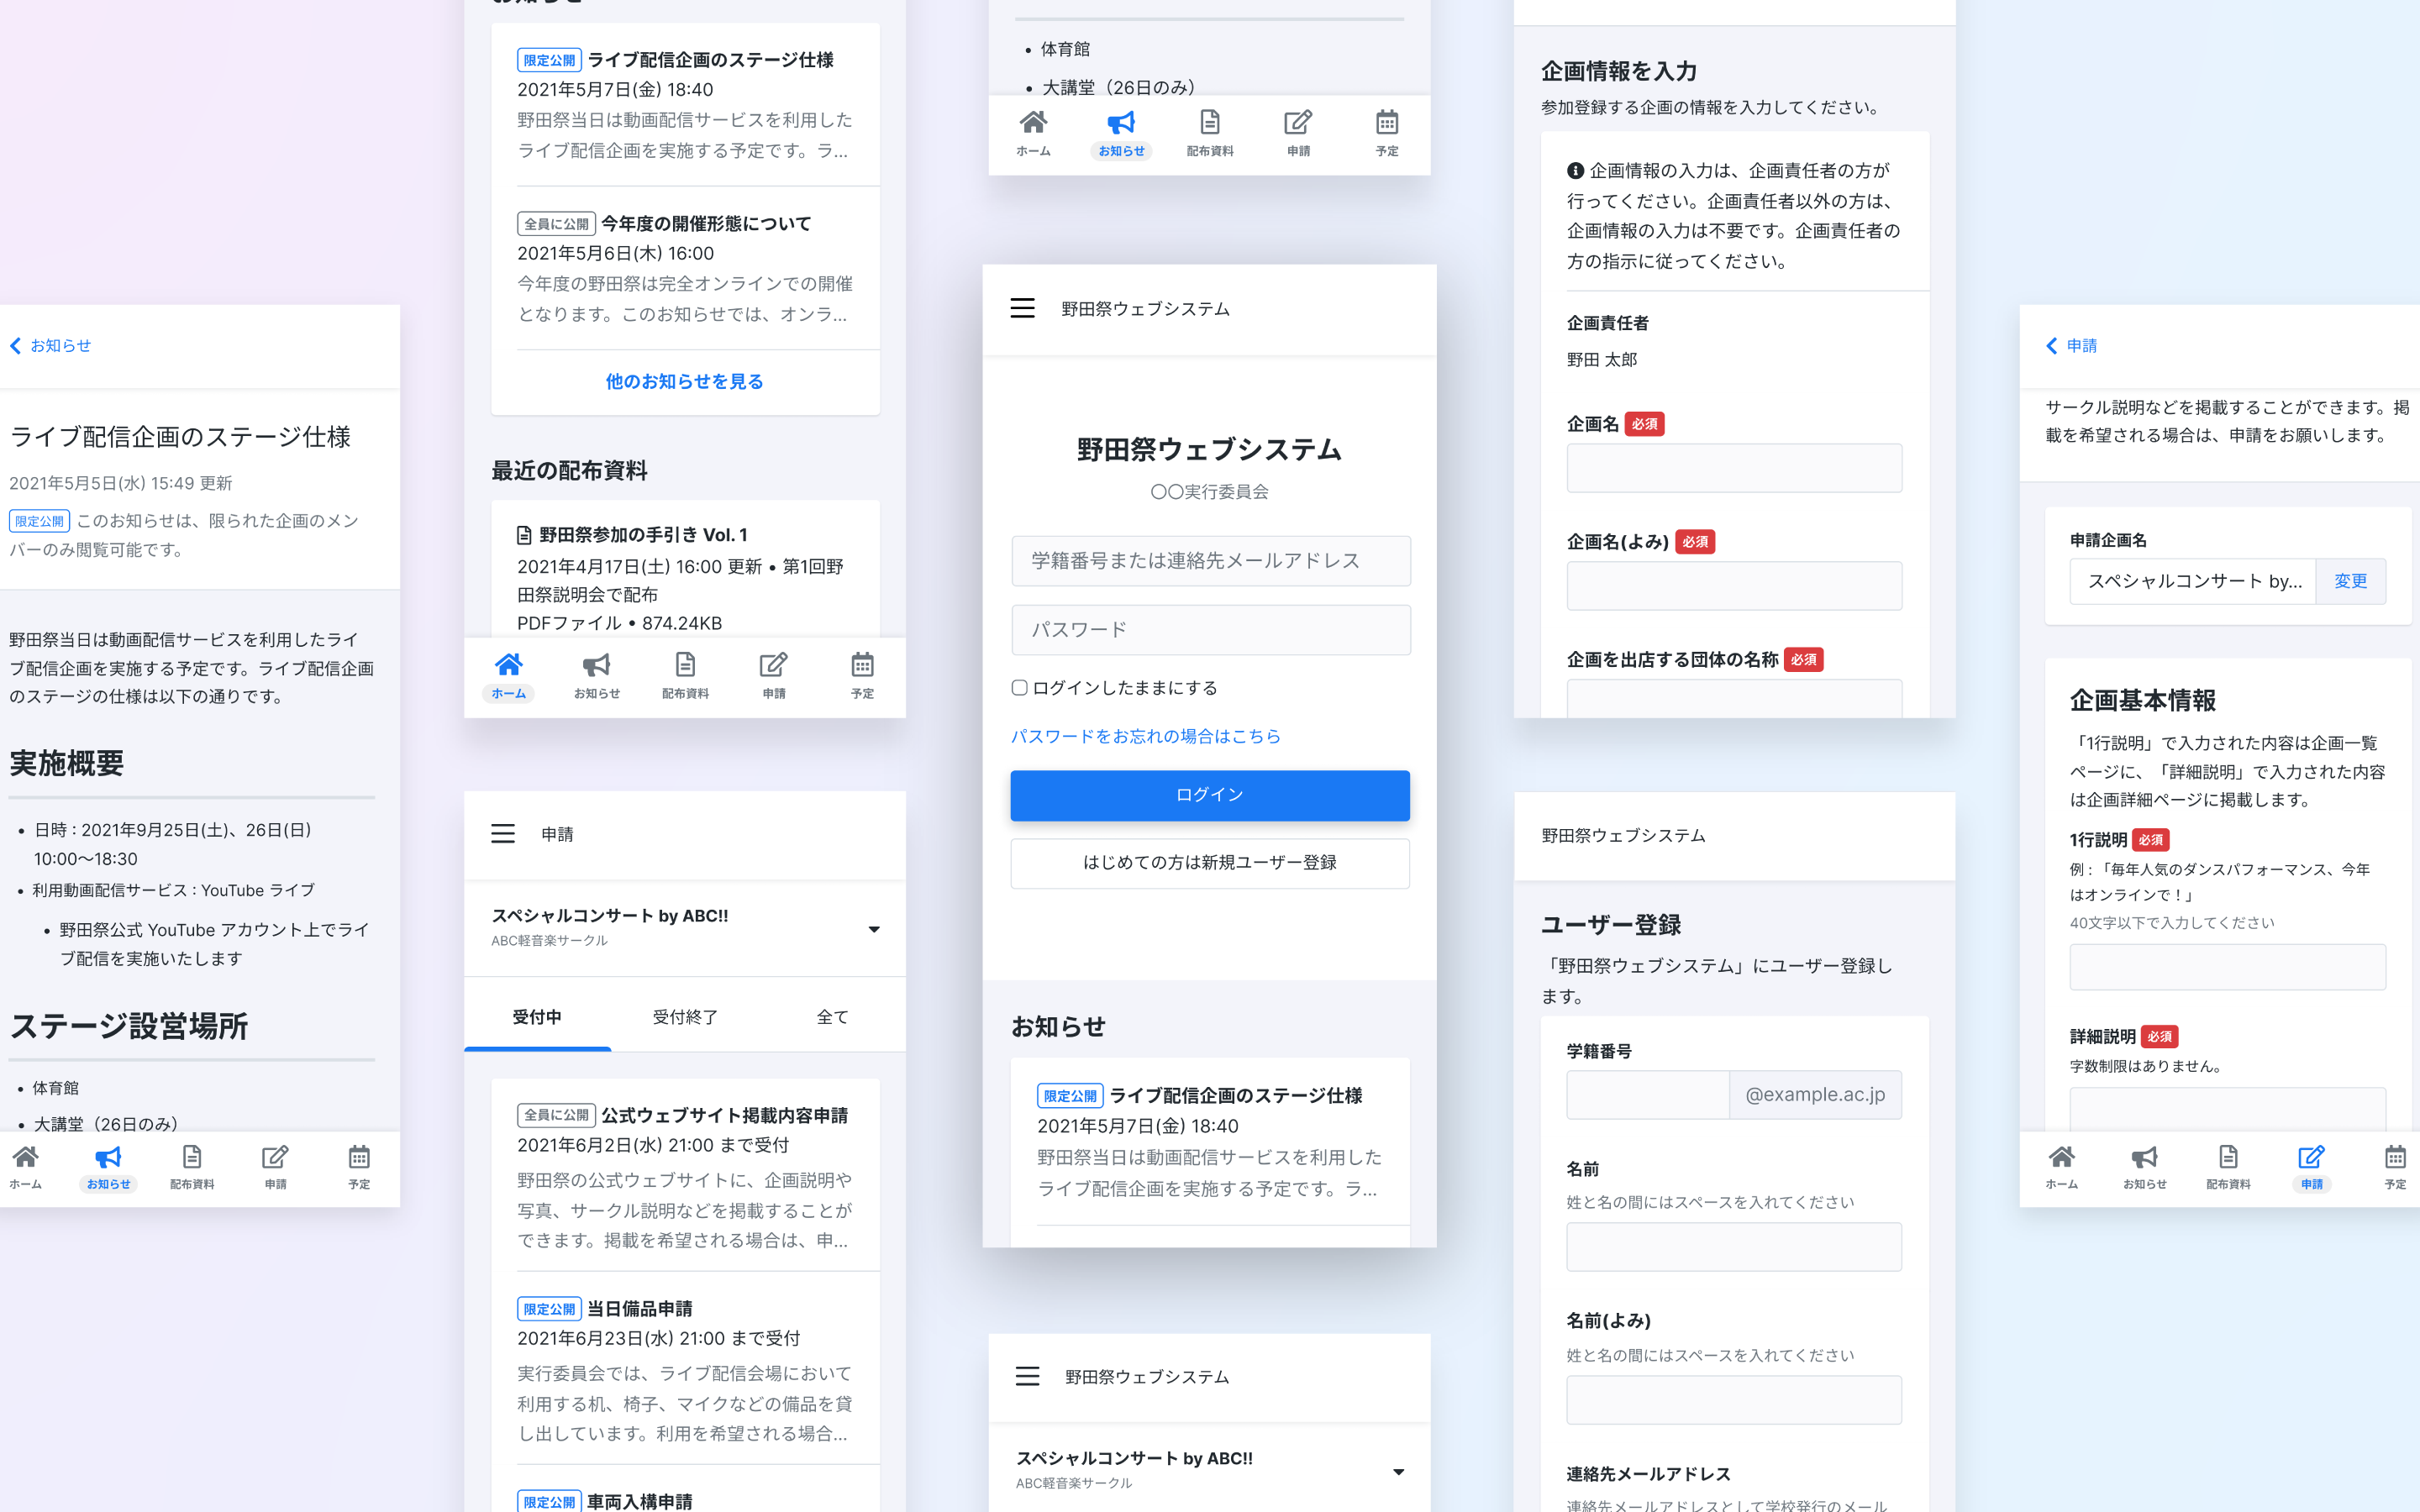 お知らせ
ライブ配信企画のステージ仕様
2021年5月5日(水) 15:49 更新
限定公開 このお知らせは、限られた企画のメン
バーのみ閲覧可能です。
野田祭当日は動画配信サービスを利用したライ
ブ配信企画を実施する予定です。ライブ配信企画
のステージの仕様は以下の通りです。
実施概要
• 日時 : 2021年9月25日(土)、26日(日)
10:00〜18:30
• 利用動画配信サービス : YouTube ライブ
• 野田祭公式 YouTube アカウント上でライ
ブ配信を実施いたします
ステージ設営場所
• 体育館
• 大講堂（26日のみ）
ホーム お知らせ 配布資料 申請 予定
お知らせ
限定公開 ライブ配信企画のステージ仕様
2021年5月7日(金) 18:40
野田祭当日は動画配信サービスを利用した
ライブ配信企画を実施する予定です。ラ...
全員に公開 今年度の開催形態について
2021年5月6日(木) 16:00
今年度の野田祭は完全オンラインでの開催
となります。このお知らせでは、オンラ...
他のお知らせを見る
最近の配布資料
野田祭参加の手引き Vol. 1
2021年4月17日(土) 16:00 更新 • 第1回野
田祭説明会で配布
PDFファイル • 874.24KB
ホーム お知らせ 配布資料 申請 予定
申請
スペシャルコンサート by ABC!!
ABC軽音楽サークル
受付中 受付終了 全て
全員に公開 公式ウェブサイト掲載内容申請
2021年6月2日(水) 21:00 まで受付
野田祭の公式ウェブサイトに、企画説明や
写真、サークル説明などを掲載することが
できます。掲載を希望される場合は、申...
限定公開 当日備品申請
2021年6月23日(水) 21:00 まで受付
実行委員会では、ライブ配信会場において
利用する机、椅子、マイクなどの備品を貸
し出しています。利用を希望される場合...
限定公開 車両入構申請
• 体育館
• 大講堂（26日のみ）
ホーム お知らせ 配布資料 申請 予定
野田祭ウェブシステム
野田祭ウェブシステム
〇〇実行委員会
学籍番号または連絡先メールアドレス
パスワード
ログインしたままにする
パスワードをお忘れの場合はこちら
ログイン
はじめての方は新規ユーザー登録
お知らせ
限定公開 ライブ配信企画のステージ仕様
2021年5月7日(金) 18:40
野田祭当日は動画配信サービスを利用した
ライブ配信企画を実施する予定です。ラ...
野田祭ウェブシステム
スペシャルコンサート by ABC!!
ABC軽音楽サークル
企画情報を入力
参加登録する企画の情報を入力してください。
企画情報の入力は、企画責任者の方が
行ってください。企画責任者以外の方は、
企画情報の入力は不要です。企画責任者の
方の指示に従ってください。
企画責任者
野田 太郎
企画名 必須
企画名(よみ) 必須
企画を出店する団体の名称 必須
野田祭ウェブシステム
ユーザー登録
「野田祭ウェブシステム」にユーザー登録し
ます。
学籍番号
@example.ac.jp
名前
姓と名の間にはスペースを入れてください
名前(よみ)
姓と名の間にはスペースを入れてください
連絡先メールアドレス
連絡先メールアドレスとして学校発行のメール
申請
サークル説明などを掲載することができます。掲
載を希望される場合は、申請をお願いします。
申請企画名
スペシャルコンサート by... 変更
企画基本情報
「1行説明」で入力された内容は企画一覧
ページに、「詳細説明」で入力された内容
は企画詳細ページに掲載します。
1行説明 必須
例 : 「毎年人気のダンスパフォーマンス、今年
はオンラインで！」
40文字以下で入力してください
詳細説明 必須
字数制限はありません。
ホーム お知らせ 配布資料 申請 予定